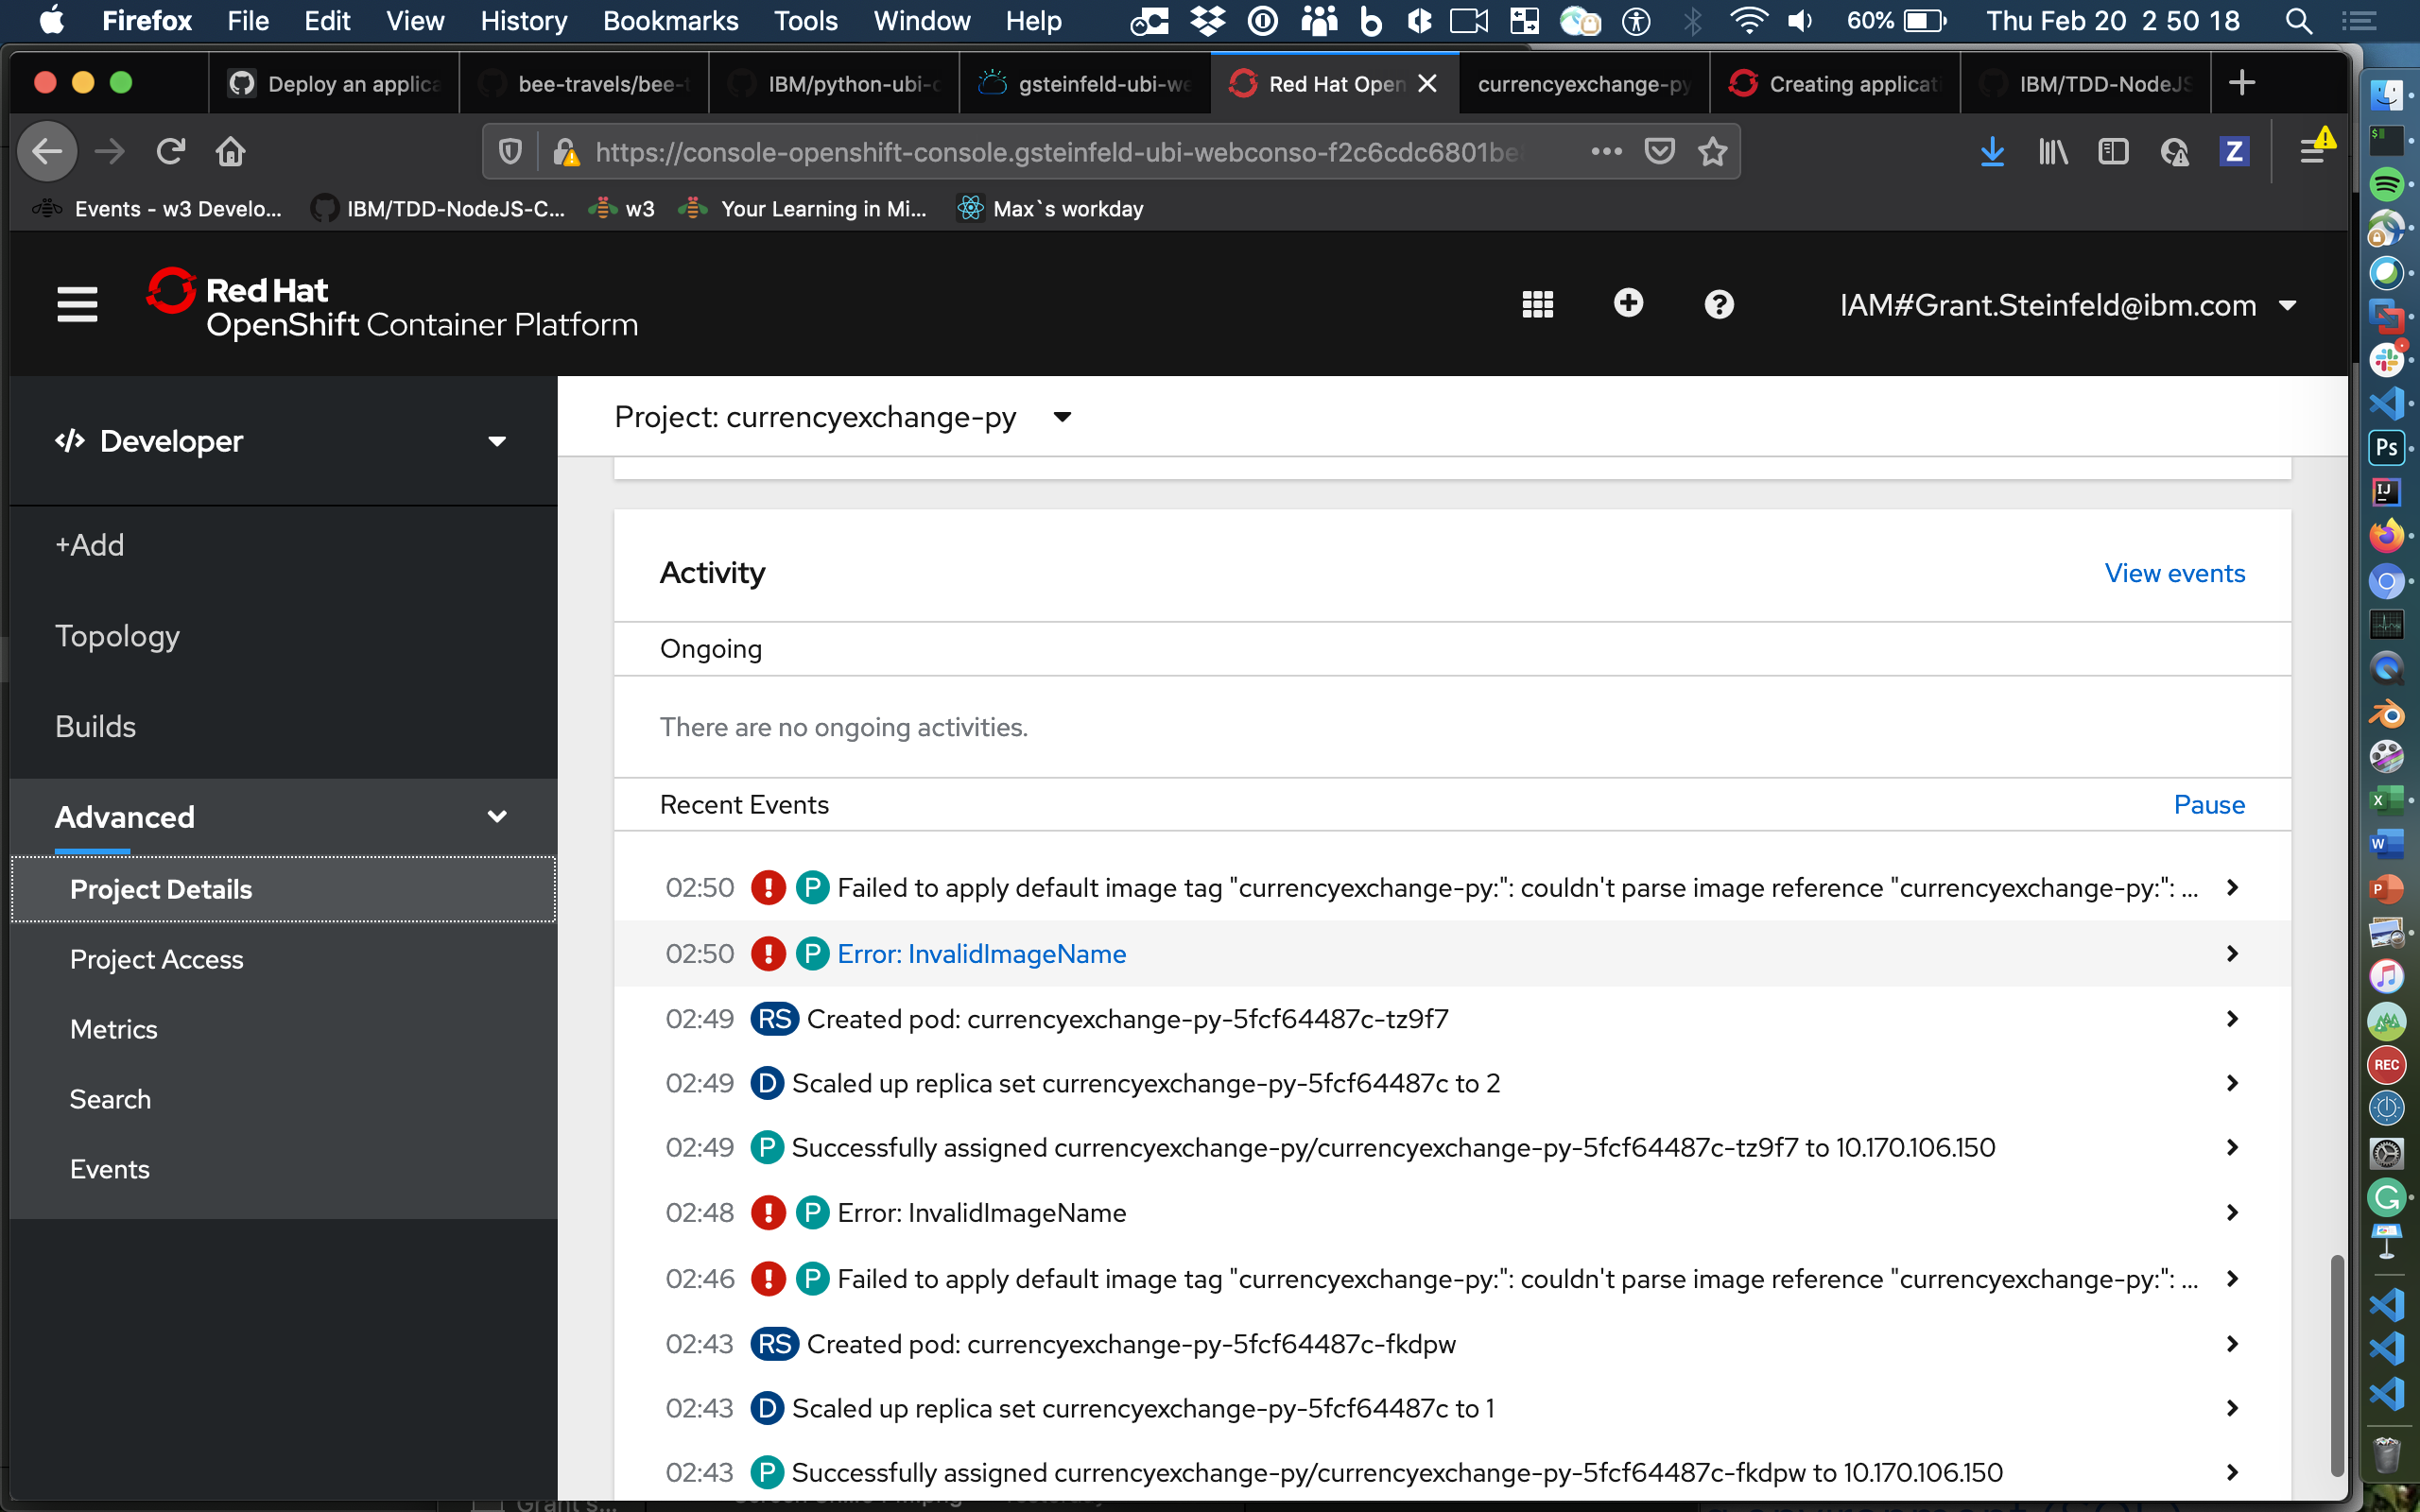 Firefox File Edit View History Bookmarks Tools Window Help 60% Thu Feb 20 2 50 18
Deploy an applica
bee-travels/bee-t
IBM/python-ubi-c
gsteinfeld-ubi-we
Red Hat Open
currencyexchange-py
Creating applicati
IBM/TDD-NodeJS
https://console-openshift-console.gsteinfeld-ubi-webconso-f2c6cdc6801be
Z
Events - w3 Develo...
IBM/TDD-NodeJS-C...
w3
Your Learning in Mi...
Max`s workday
Red Hat
OpenShift Container Platform
IAM#Grant.Steinfeld@ibm.com
Developer
+Add
Topology
Builds
Advanced
Project Details
Project Access
Metrics
Search
Events
Project: currencyexchange-py
Activity
View events
Ongoing
There are no ongoing activities.
Recent Events
Pause
02:50 ! P Failed to apply default image tag "currencyexchange-py:": couldn't parse image reference "currencyexchange-py:": ...
02:50 ! P Error: InvalidImageName
02:49 RS Created pod: currencyexchange-py-5fcf64487c-tz9f7
02:49 D Scaled up replica set currencyexchange-py-5fcf64487c to 2
02:49 P Successfully assigned currencyexchange-py/currencyexchange-py-5fcf64487c-tz9f7 to 10.170.106.150
02:48 ! P Error: InvalidImageName
02:46 ! P Failed to apply default image tag "currencyexchange-py:": couldn't parse image reference "currencyexchange-py:": ...
02:43 RS Created pod: currencyexchange-py-5fcf64487c-fkdpw
02:43 D Scaled up replica set currencyexchange-py-5fcf64487c to 1
02:43 P Successfully assigned currencyexchange-py/currencyexchange-py-5fcf64487c-fkdpw to 10.170.106.150
Ps
IJ
X
W
P
REC
G